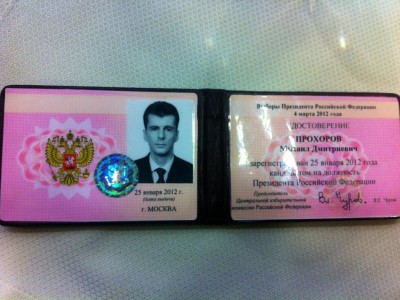 25 января 2012 г.
(дата выдачи)
г. МОСКВА
Выборы Президента Российской Федерации
4 марта 2012 года
УДОСТОВЕРЕНИЕ
ПРОХОРОВ
Михаил Дмитриевич
зарегистрирован 25 января 2012 года
кандидатом на должность
Президента Российской Федерации
Председатель
Центральной избирательной
комиссии Российской Федерации
В.Е. Чуров